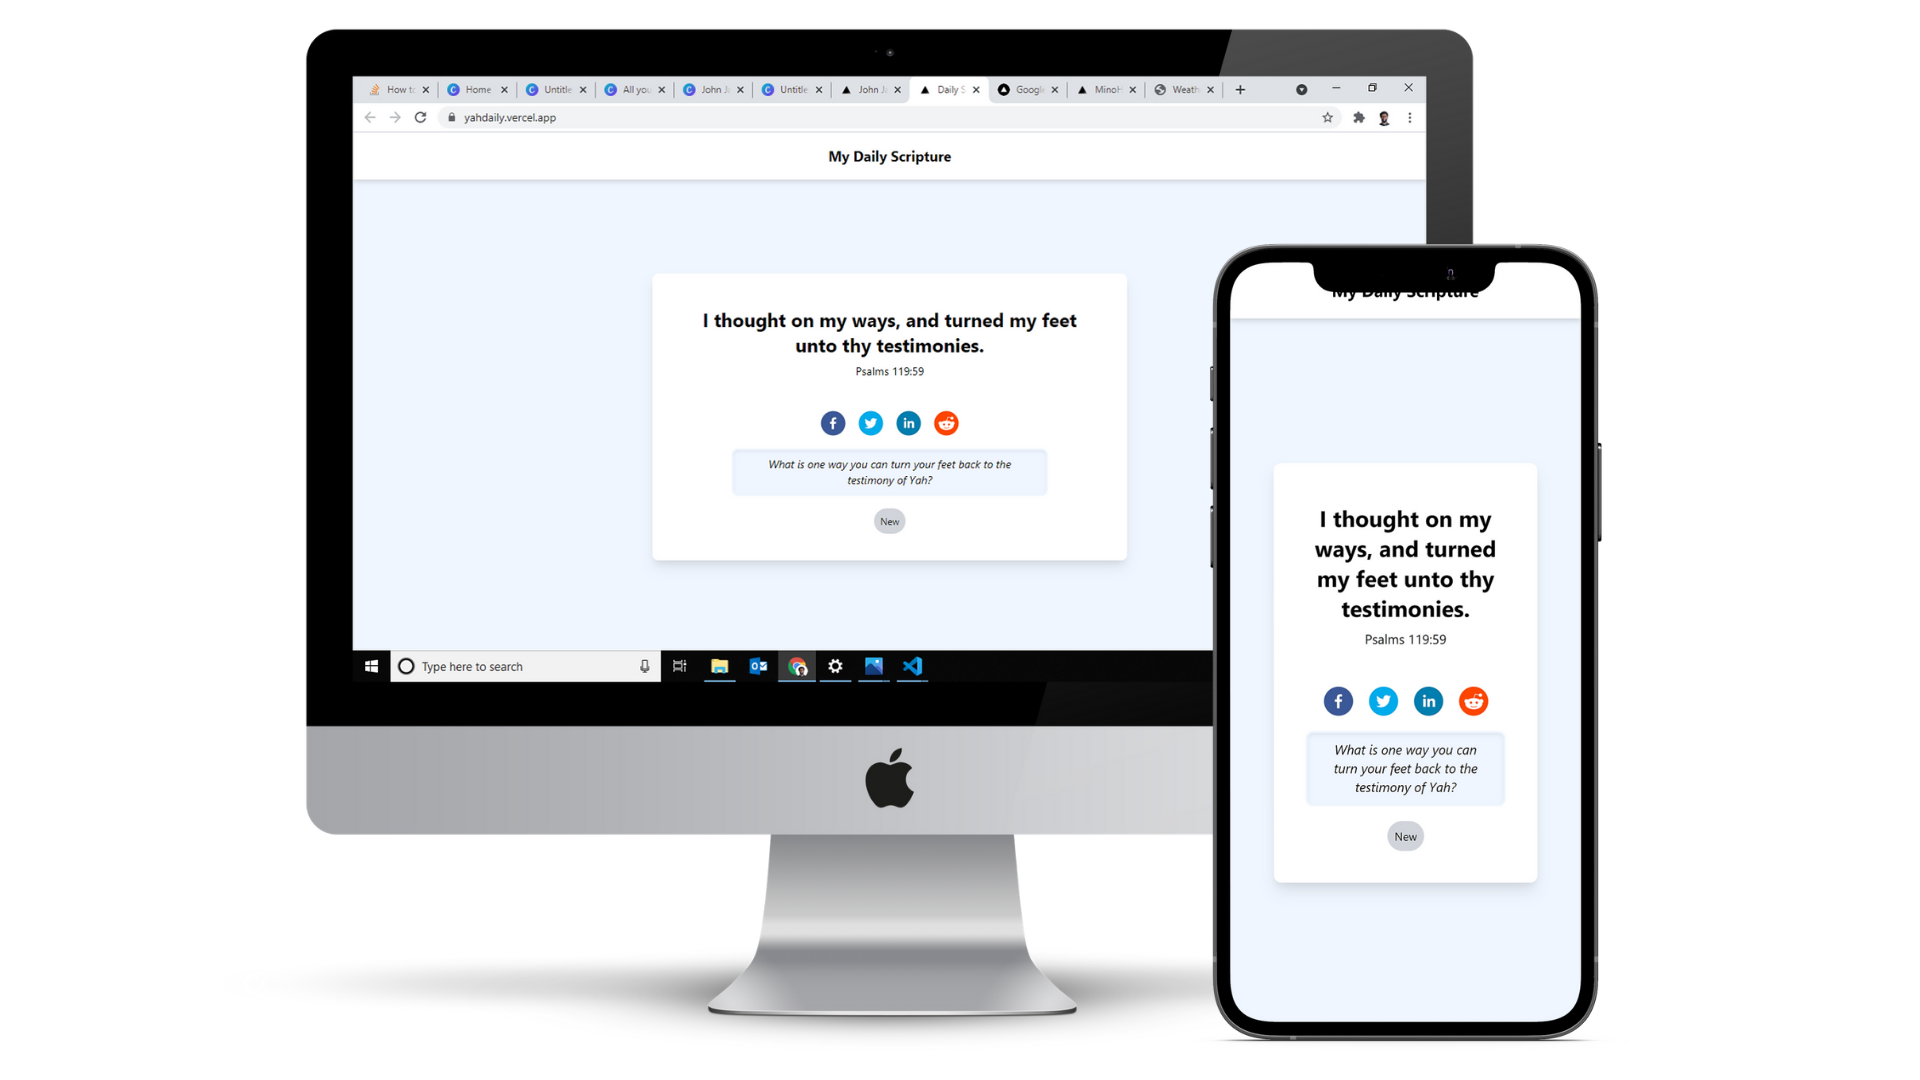 How to
Home
Untitle
All you
John J
Untitle
John J
Daily S
Googl
MinoH
Weath
yahdaily.vercel.app
My Daily Scripture
I thought on my ways, and turned my feet
unto thy testimonies.
Psalms 119:59
What is one way you can turn your feet back to the
testimony of Yah?
New
Type here to search
My Daily Scripture
I thought on my
ways, and turned
my feet unto thy
testimonies.
Psalms 119:59
What is one way you can
turn your feet back to the
testimony of Yah?
New